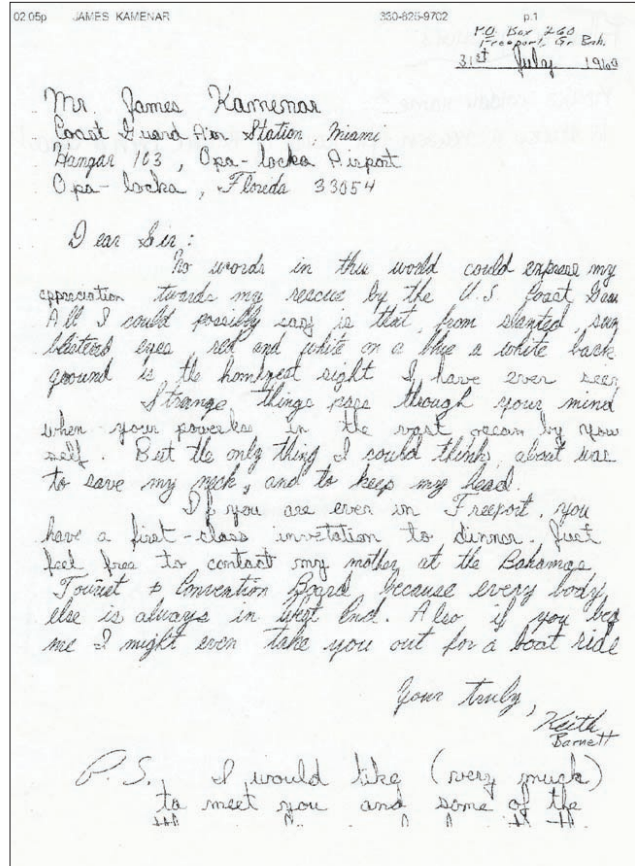 02:05p JAMES KAMENAR 330-825-9702 p.1
P.O. Box 260
Freeport, Gr. Bah.
31st July 196
Mr James Kamenar
Coast Guard Air Station, Miami
Hangar 103, Opa-locka Airport
Opa-locka, Florida 33054
Dear Sir:
No words in this world could express my
appreciation towards my rescue by the U.S. Coast Gau
All I could possibly say is that, from slanted, sun
blistered eyes red and white on a blue a white back
ground is the homiest sight I have ever seen
Strange things pass through your mind
when your powerless in the vast ocean by your
self. But the only thing I could think, about was
to save my neck, and to keep my head.
If you are ever in Freeport, you
have a first-class invetation to dinner. Just
feel free to contact my mother at the Bahamas
Tourist & Convention Board because every body
else is always in West End. Also if you beg
me I might even take you out for a boat ride
Your truly,
Keith
Barnett
P.S. I would like (very much)
to meet you and some of the